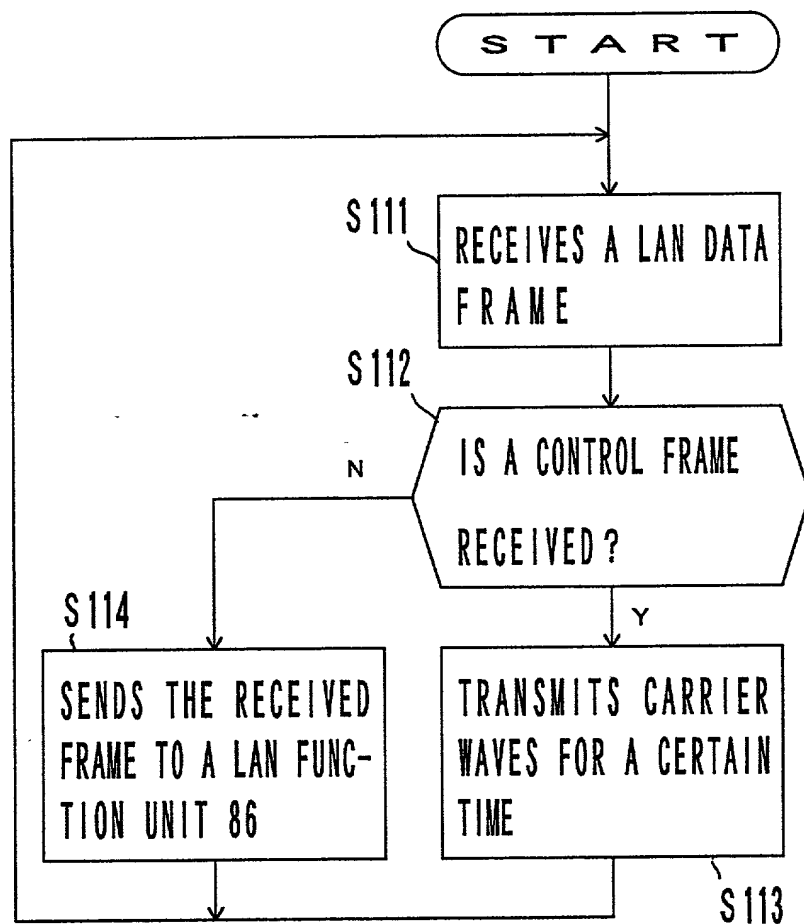 START
S111
RECEIVES A LAN DATA
FRAME
S112
IS A CONTROL FRAME
RECEIVED?
N
Y
S114
SENDS THE RECEIVED
FRAME TO A LAN FUNC-
TION UNIT 86
TRANSMITS CARRIER
WAVES FOR A CERTAIN
TIME
S113